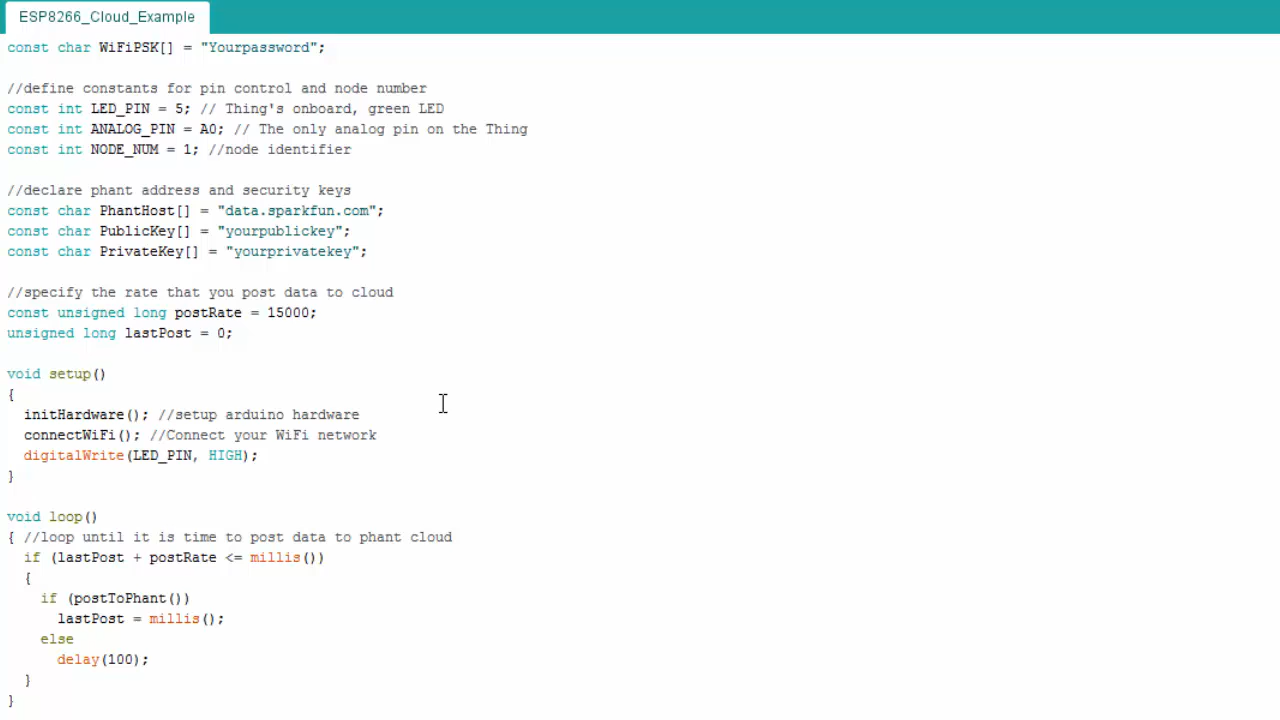 ESP8266_Cloud_Example
const char WiFiPSK[] = "Yourpassword";
//define constants for pin control and node number
const int LED_PIN = 5; // Thing's onboard, green LED
const int ANALOG_PIN = A0; // The only analog pin on the Thing
const int NODE_NUM = 1; //node identifier
//declare phant address and security keys
const char PhantHost[] = "data.sparkfun.com";
const char PublicKey[] = "yourpublickey";
const char PrivateKey[] = "yourprivatekey";
//specify the rate that you post data to cloud
const unsigned long postRate = 15000;
unsigned long lastPost = 0;
void setup()
{
  initHardware(); //setup arduino hardware
  connectWiFi(); //Connect your WiFi network
  digitalWrite(LED_PIN, HIGH);
}
void loop()
{ //loop until it is time to post data to phant cloud
  if (lastPost + postRate <= millis())
  {
    if (postToPhant())
      lastPost = millis();
    else
      delay(100);
  }
}